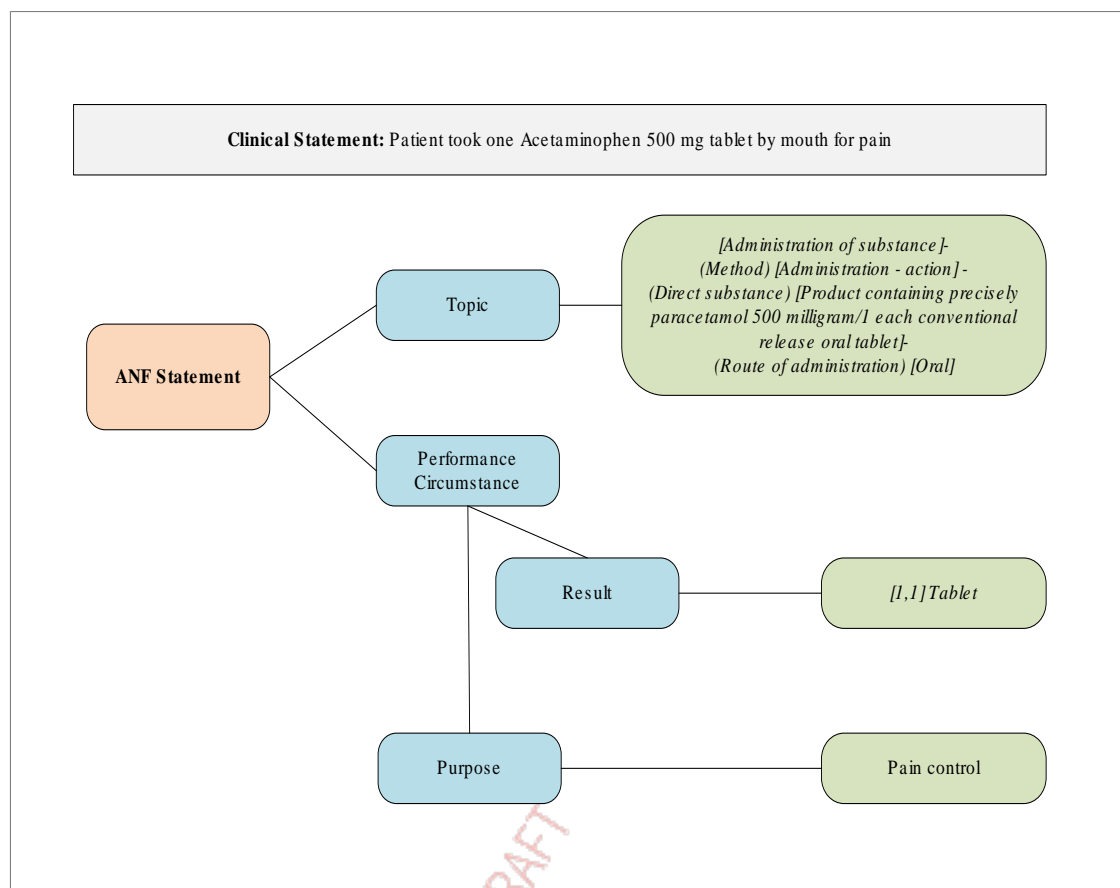 Clinical Statement: Patient took one Acetaminophen 500 mg tablet by mouth for pain
[Administration of substance]-
(Method) [Administration - action] -
(Direct substance) [Product containing precisely
paracetamol 500 milligram/1 each conventional
release oral tablet]-
(Route of administration) [Oral]
Topic
ANF Statement
Performance
Circumstance
Result
[1,1] Tablet
Purpose
Pain control
RAFT